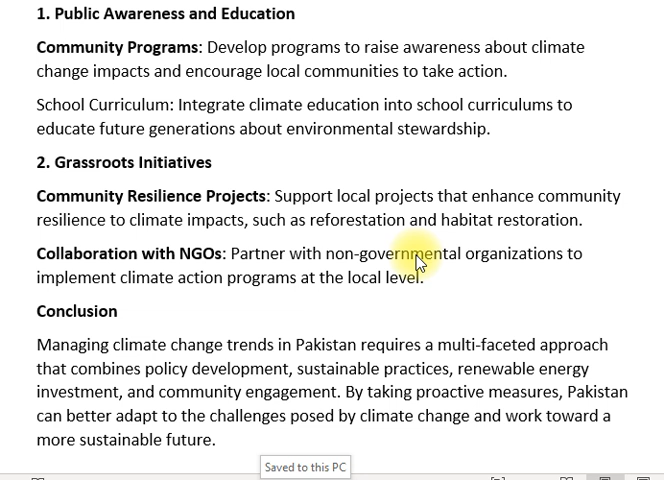 1. Public Awareness and Education
Community Programs: Develop programs to raise awareness about climate
change impacts and encourage local communities to take action.
School Curriculum: Integrate climate education into school curriculums to
educate future generations about environmental stewardship.
2. Grassroots Initiatives
Community Resilience Projects: Support local projects that enhance community
resilience to climate impacts, such as reforestation and habitat restoration.
Collaboration with NGOs: Partner with non-governmental organizations to
implement climate action programs at the local level.
Conclusion
Managing climate change trends in Pakistan requires a multi-faceted approach
that combines policy development, sustainable practices, renewable energy
investment, and community engagement. By taking proactive measures, Pakistan
can better adapt to the challenges posed by climate change and work toward a
more sustainable future.
Saved to this PC